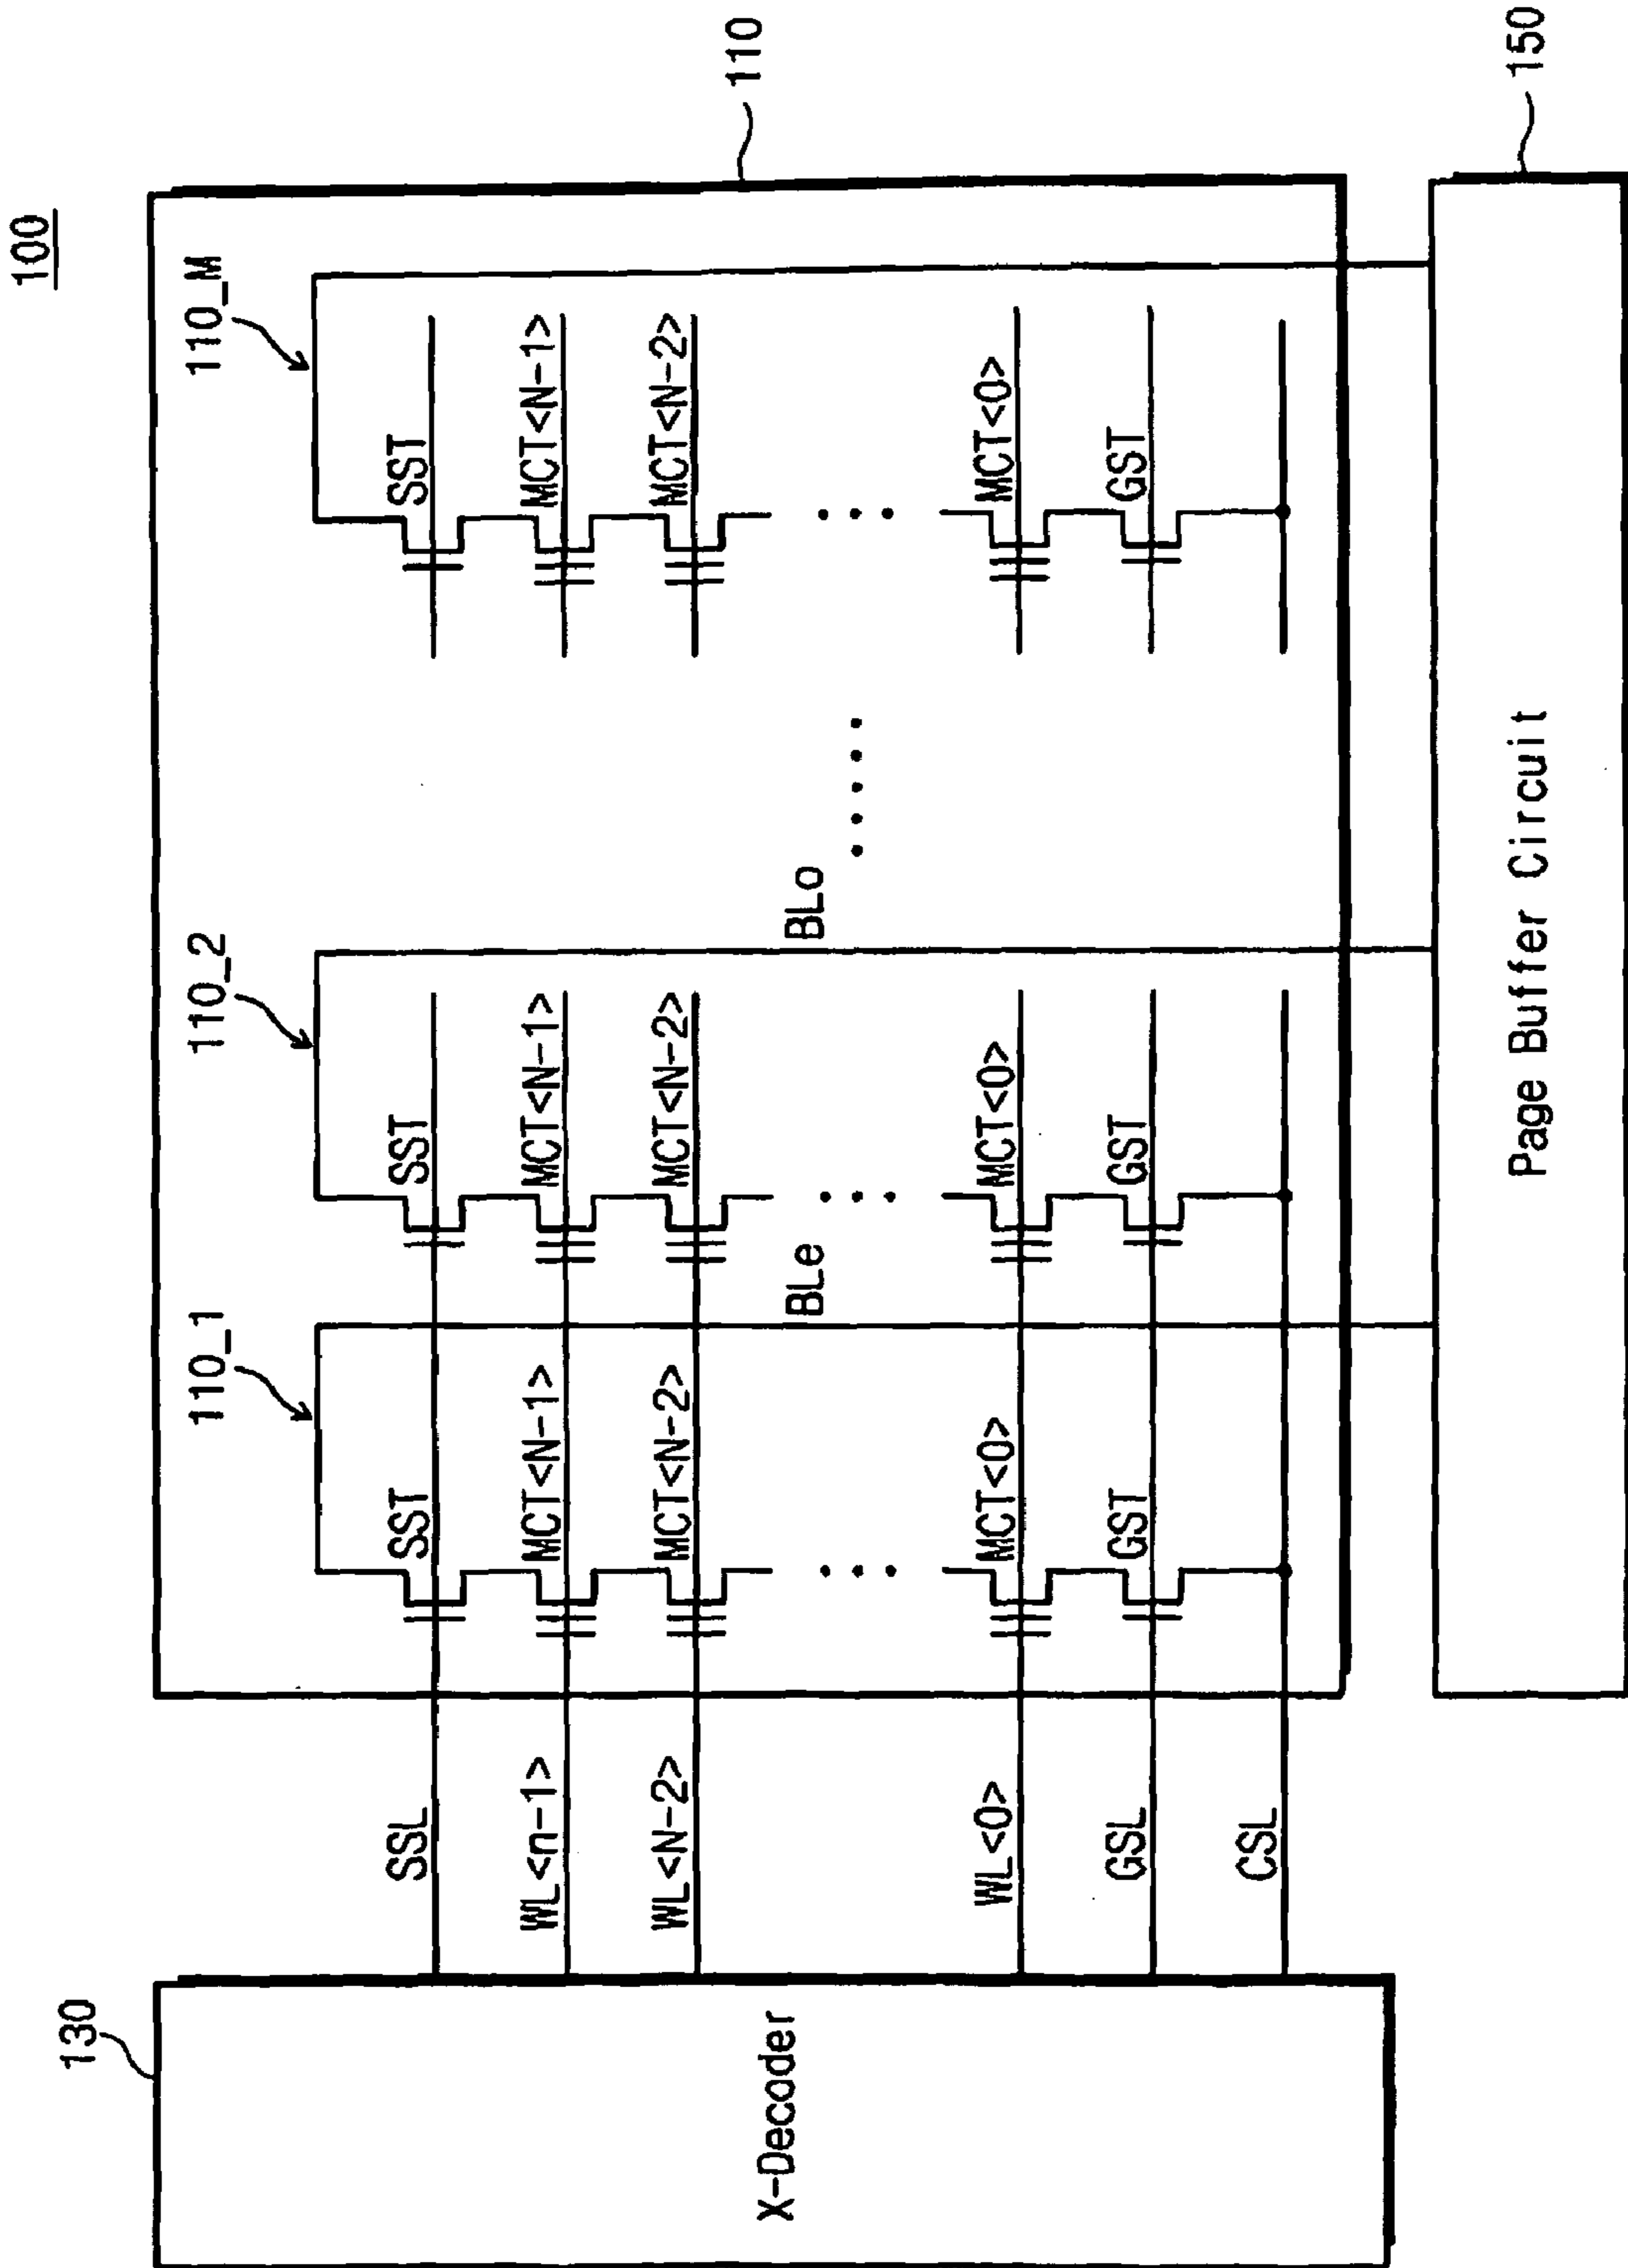 100
130
110_1
110_2
110_M
110
SSL
SST
SST
SST
WL<n-1>
MCT<N-1>
MCT<N-1>
MCT<N-1>
WL<N-2>
MCT<N-2>
MCT<N-2>
MCT<N-2>
X-Decoder
BLe
BLo
WL<0>
MCT<0>
MCT<0>
MCT<0>
GSL
GST
GST
GST
CSL
150
Page Buffer Circuit